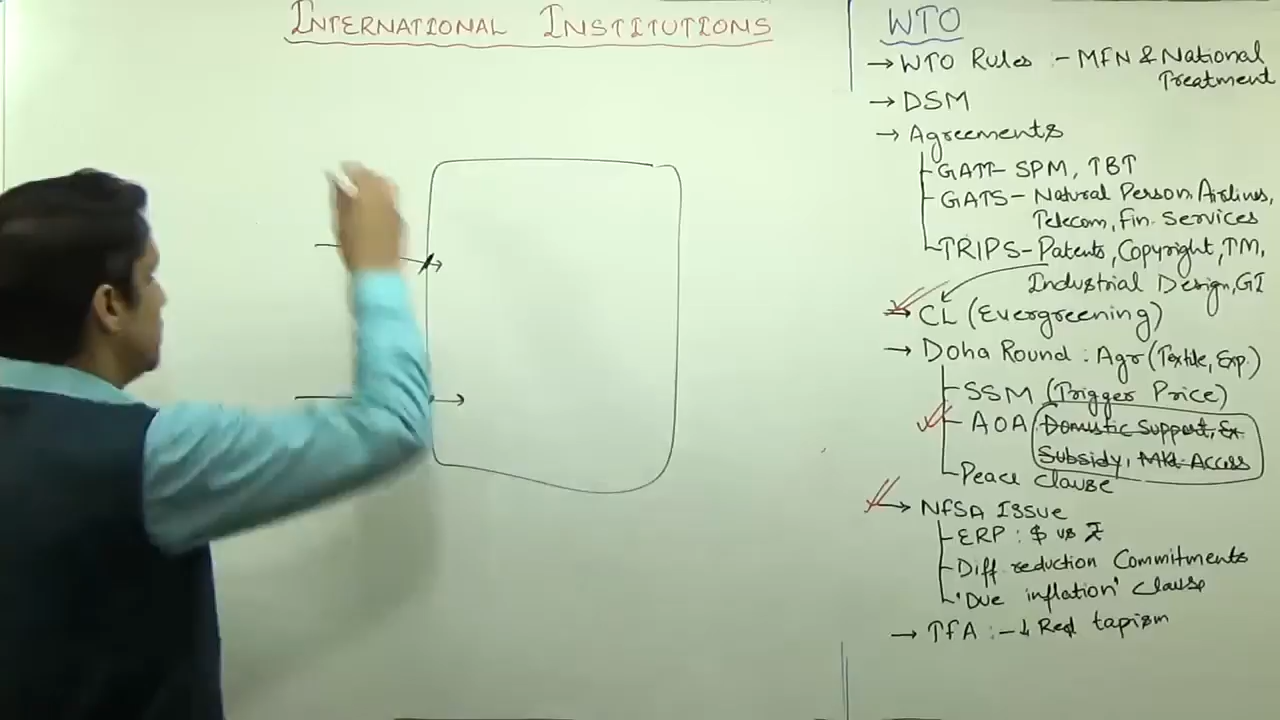 INTERNATIONAL INSTITUTIONS
WTO
→ WTO Rules :- MFN & National
Treatment
→ DSM
→ Agreements
GATT- SPM, TBT
GATS- Natural Person, Airlines,
Telecom, Fin. Services
TRIPS- Patents, Copyright, TM,
Industrial Design, GI
→ CL (Evergreening)
→ Doha Round : Agr (Textile, Exp.)
SSM (Trigger Price)
AOA Domestic Support, Ex.
Subsidy, Mkt Access
Peace Clause
→ NFSA Issue
ERP : $ vs ₹
Diff reduction Commitments
'Due inflation' Clause
→ TFA :- ↓ Red tapism